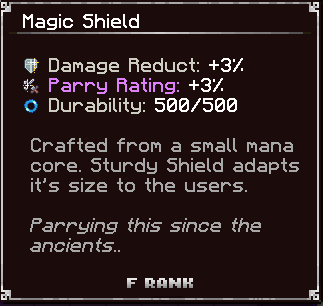 Magic Shield
Damage Reduct: +3%
Parry Rating: +3%
Durability: 500/500
Crafted from a small mana
core. Sturdy Shield adapts
it's size to the users.
Parrying this since the
ancients..
F RANK